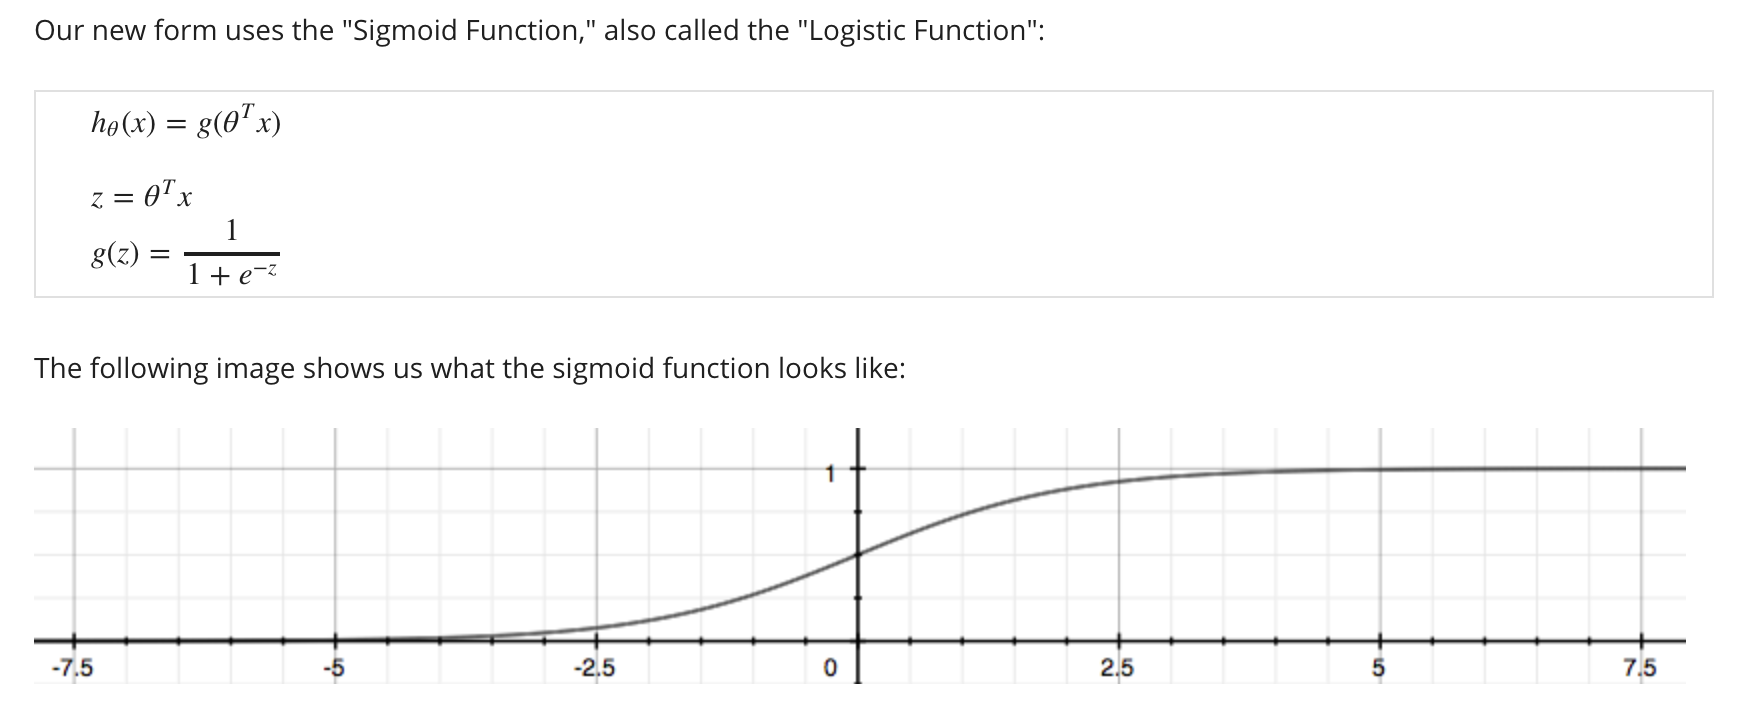 Our new form uses the "Sigmoid Function," also called the "Logistic Function":
hθ(x) = g(θᵀx)
z = θᵀx
g(z) = 1 / (1 + e⁻ᶻ)
The following image shows us what the sigmoid function looks like:
1
-7.5 -5 -2.5 0 2.5 5 7.5